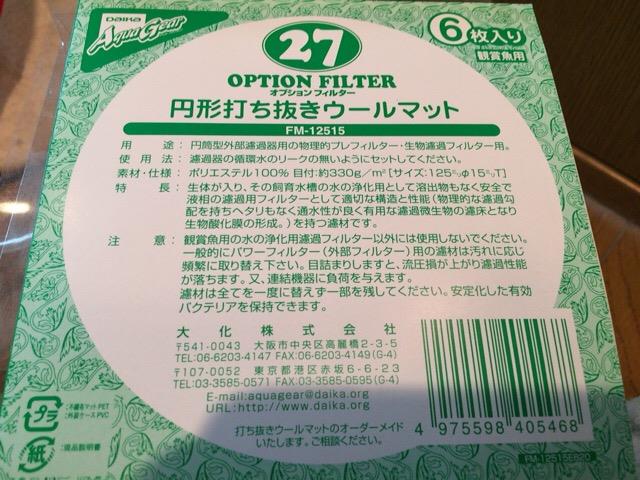 DAIKA
AquaGear
27
OPTION FILTER
オプション フィルター
6枚入り
観賞魚用
円形打ち抜きウールマット
FM-12515
用途：円筒型外部濾過器用の物理的プレフィルター・生物濾過フィルター用。
使用法：濾過器の循環水のリークの無いようにセットしてください。
素材・仕様：ポリエステル100% 目付：約330g／㎡［サイズ：125㍉φ15㍉T］
特長：生体が入り、その飼育水槽の水の浄化用として溶出物もなく安全で
液相の濾過用フィルターとして適切な構造と性能（物理的な濾過勾
配を持ちヘタリもなく通水性が良く有用な濾過微生物の濾床となり
生物酸化膜の形成。）を持つ濾材です。
注意：観賞魚用の水の浄化用濾過フィルター以外には使用しないでください。
一般的にパワーフィルター（外部フィルター）用の濾材は汚れに応じ
頻繁に取り替え下さい。目詰まりしますと、流圧損が上がり濾過性能
が落ちます。又、連結機器に負荷を与えます。
濾材は全てを一度に替えず一部を残してください。安定化した有効
バクテリアを保持できます。
大化株式会社
〒541-0043 大阪市中央区高麗橋2-3-5
TEL:06-6203-4147 FAX:06-6203-4149(G-4)
〒107-0052 東京都港区赤坂6-6-23
TEL:03-3585-0571 FAX:03-3585-0595(G-4)
E-mail:aquagear@daika.org
URL:http://www.daika.org
打ち抜きウールマットのオーダーメイド
いたします。ご相談ください。
プラ
紙
4 975598 405468
FM-12515EB20